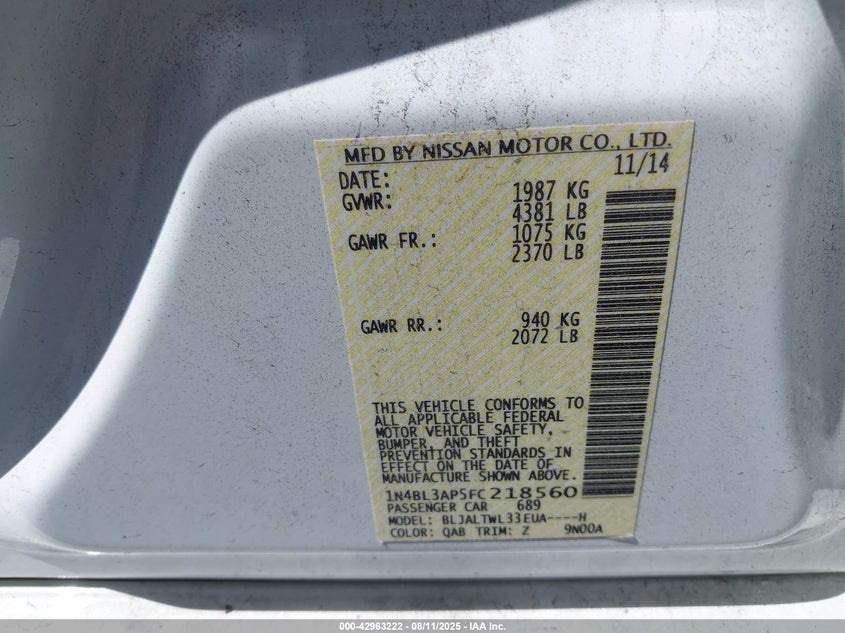 MFD BY NISSAN MOTOR CO., LTD.
DATE: 11/14
GVWR: 1987 KG
4381 LB
GAWR FR.: 1075 KG
2370 LB
GAWR RR.: 940 KG
2072 LB
THIS VEHICLE CONFORMS TO
ALL APPLICABLE FEDERAL
MOTOR VEHICLE SAFETY,
BUMPER, AND THEFT
PREVENTION STANDARDS IN
EFFECT ON THE DATE OF
MANUFACTURE SHOWN ABOVE.
1N4BL3AP5FC218560
PASSENGER CAR 689
MODEL: BLJALTWL33EUA----H
COLOR: QAB TRIM: Z 9N00A
000-42963222 - 08/11/2025 - IAA Inc.